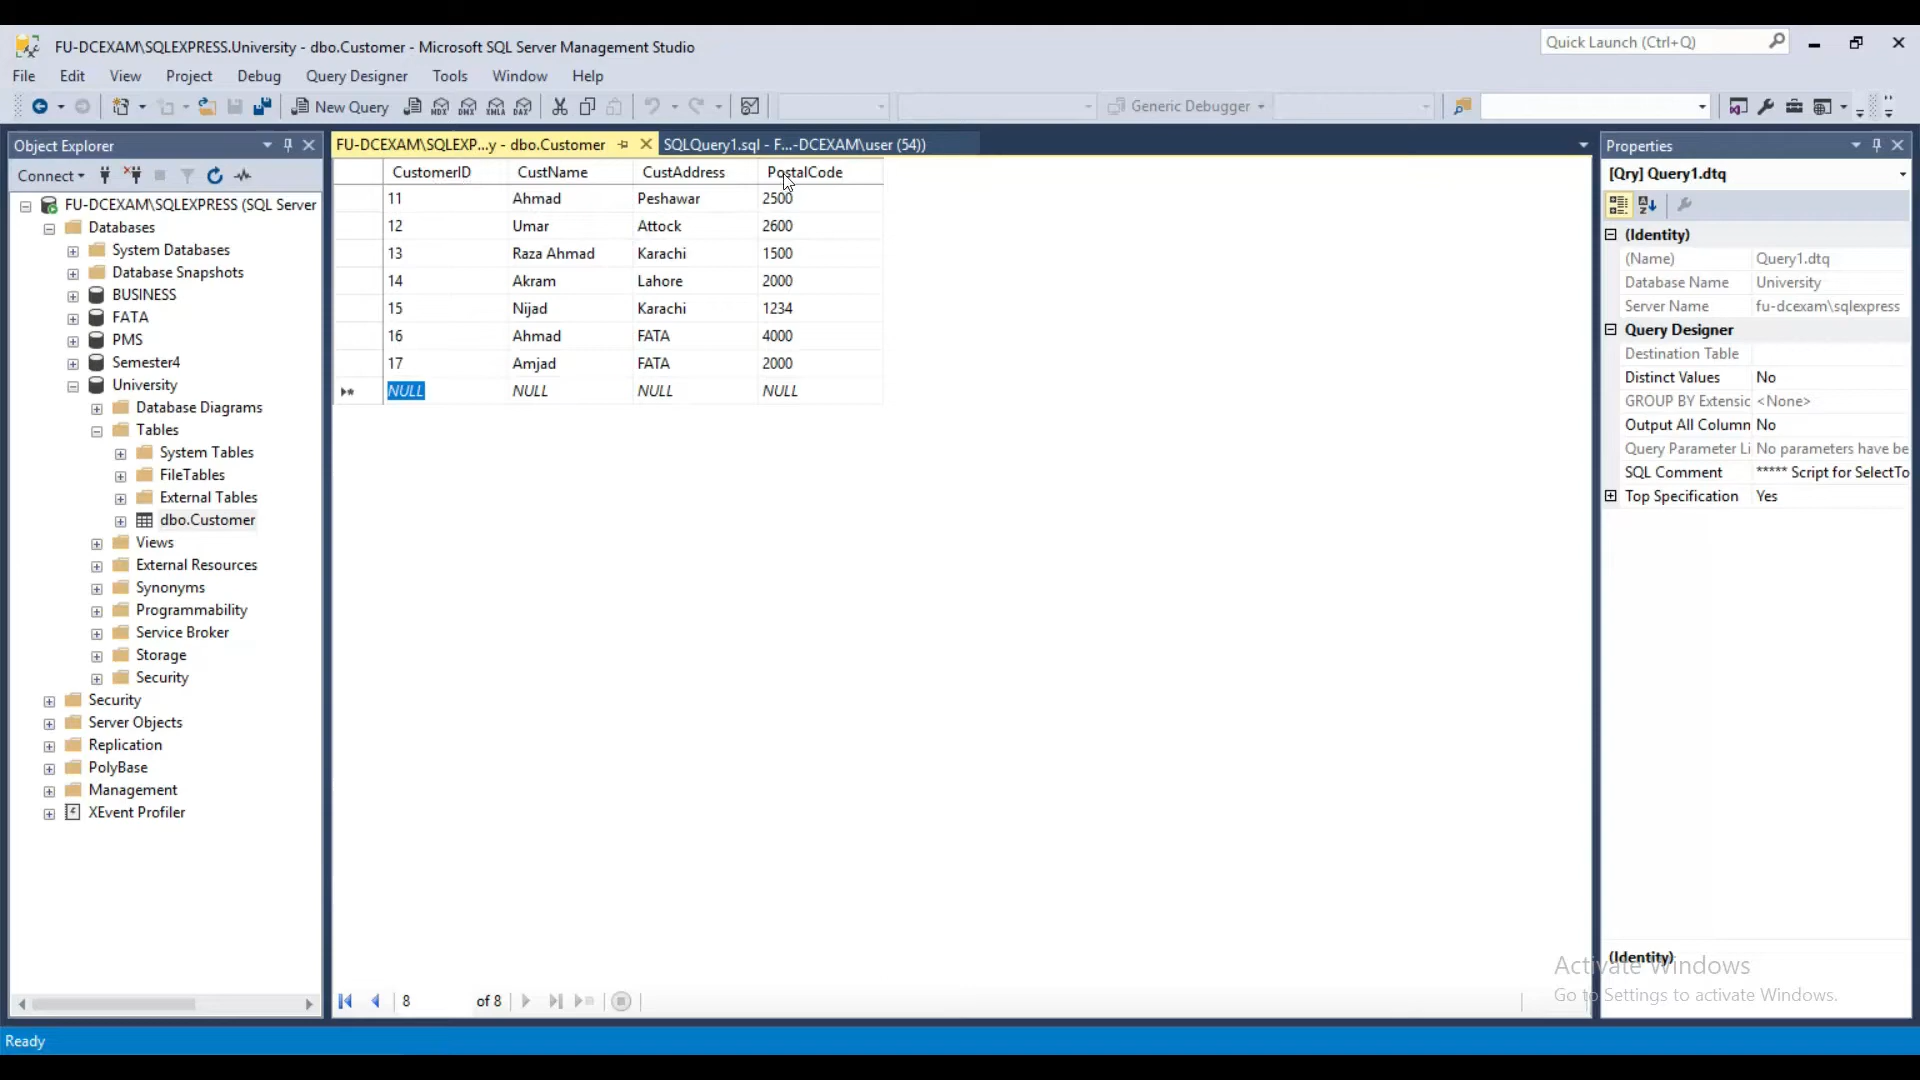 FU-DCEXAM\SQLEXPRESS.University - dbo.Customer - Microsoft SQL Server Management Studio
Quick Launch (Ctrl+Q)
File Edit View Project Debug Query Designer Tools Window Help
New Query MDX DMX XMLA DAX Generic Debugger
Object Explorer
Connect
FU-DCEXAM\SQLEXPRESS (SQL Server
Databases
System Databases
Database Snapshots
BUSINESS
FATA
PMS
Semester4
University
Database Diagrams
Tables
System Tables
FileTables
External Tables
dbo.Customer
Views
External Resources
Synonyms
Programmability
Service Broker
Storage
Security
Security
Server Objects
Replication
PolyBase
Management
XEvent Profiler
FU-DCEXAM\SQLEXP...y - dbo.Customer SQLQuery1.sql - F...-DCEXAM\user (54))
CustomerID CustName CustAddress PostalCode
11 Ahmad Peshawar 2500
12 Umar Attock 2600
13 Raza Ahmad Karachi 1500
14 Akram Lahore 2000
15 Nijad Karachi 1234
16 Ahmad FATA 4000
17 Amjad FATA 2000
NULL NULL NULL NULL
8 of 8
Properties
[Qry] Query1.dtq
(Identity)
(Name) Query1.dtq
Database Name University
Server Name fu-dcexam\sqlexpress
Query Designer
Destination Table
Distinct Values No
GROUP BY Extensic <None>
Output All Column No
Query Parameter Li No parameters have be
SQL Comment ***** Script for SelectTo
Top Specification Yes
(Identity)
Activate Windows
Go to Settings to activate Windows.
Ready